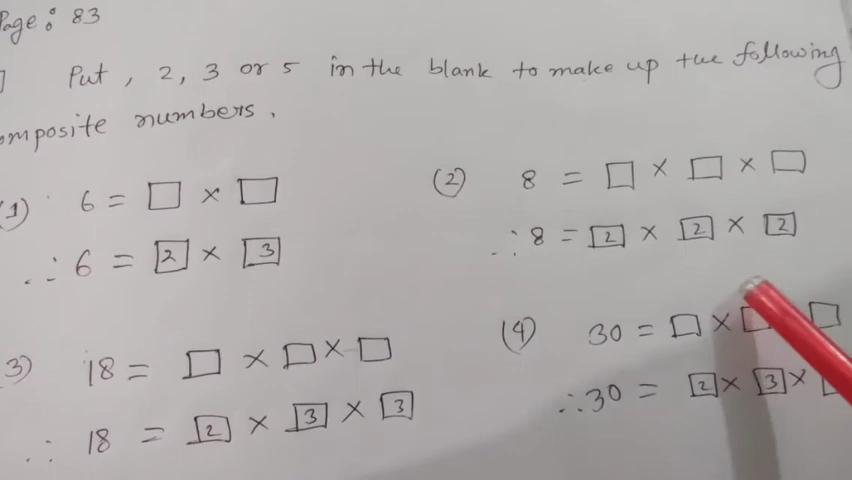 Page: 83
Put, 2, 3 or 5 in the blank to make up the following
omposite numbers.
(1) 6 = □ × □
∴ 6 = 2 × 3
(2) 8 = □ × □ × □
∴ 8 = 2 × 2 × 2
3) 18 = □ × □ × □
∴ 18 = 2 × 3 × 3
(4) 30 = □ × □ □
∴ 30 = 2 × 3 ×